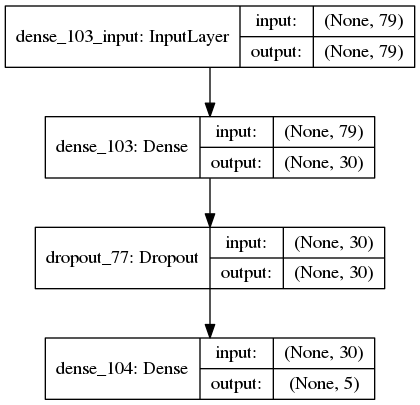 dense_103_input: InputLayer
input: (None, 79)
output: (None, 79)
dense_103: Dense
input: (None, 79)
output: (None, 30)
dropout_77: Dropout
input: (None, 30)
output: (None, 30)
dense_104: Dense
input: (None, 30)
output: (None, 5)